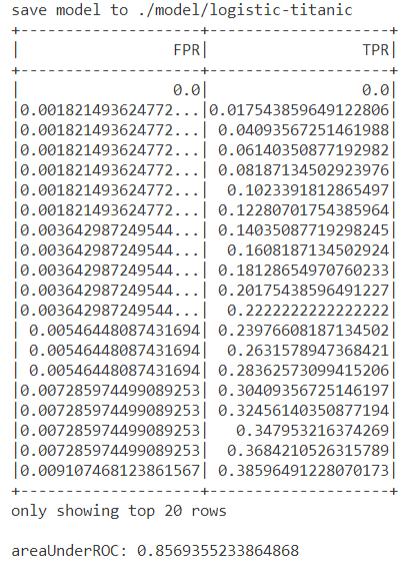 save model to ./model/logistic-titanic
+--------------------+--------------------+
|                 FPR|                 TPR|
+--------------------+--------------------+
|                 0.0|                 0.0|
|0.001821493624772...|0.017543859649122806|
|0.001821493624772...| 0.04093567251461988|
|0.001821493624772...| 0.06140350877192982|
|0.001821493624772...| 0.08187134502923976|
|0.001821493624772...|  0.1023391812865497|
|0.001821493624772...| 0.12280701754385964|
|0.003642987249544...| 0.14035087719298245|
|0.003642987249544...|  0.1608187134502924|
|0.003642987249544...| 0.18128654970760233|
|0.003642987249544...| 0.20175438596491227|
|0.003642987249544...|  0.2222222222222222|
| 0.00546448087431694| 0.23976608187134502|
| 0.00546448087431694|  0.2631578947368421|
| 0.00546448087431694| 0.28362573099415206|
|0.007285974499089253| 0.30409356725146197|
|0.007285974499089253| 0.32456140350877194|
|0.007285974499089253|   0.347953216374269|
|0.007285974499089253|  0.3684210526315789|
|0.009107468123861567| 0.38596491228070173|
+--------------------+--------------------+
only showing top 20 rows

areaUnderROC: 0.8569355233864868